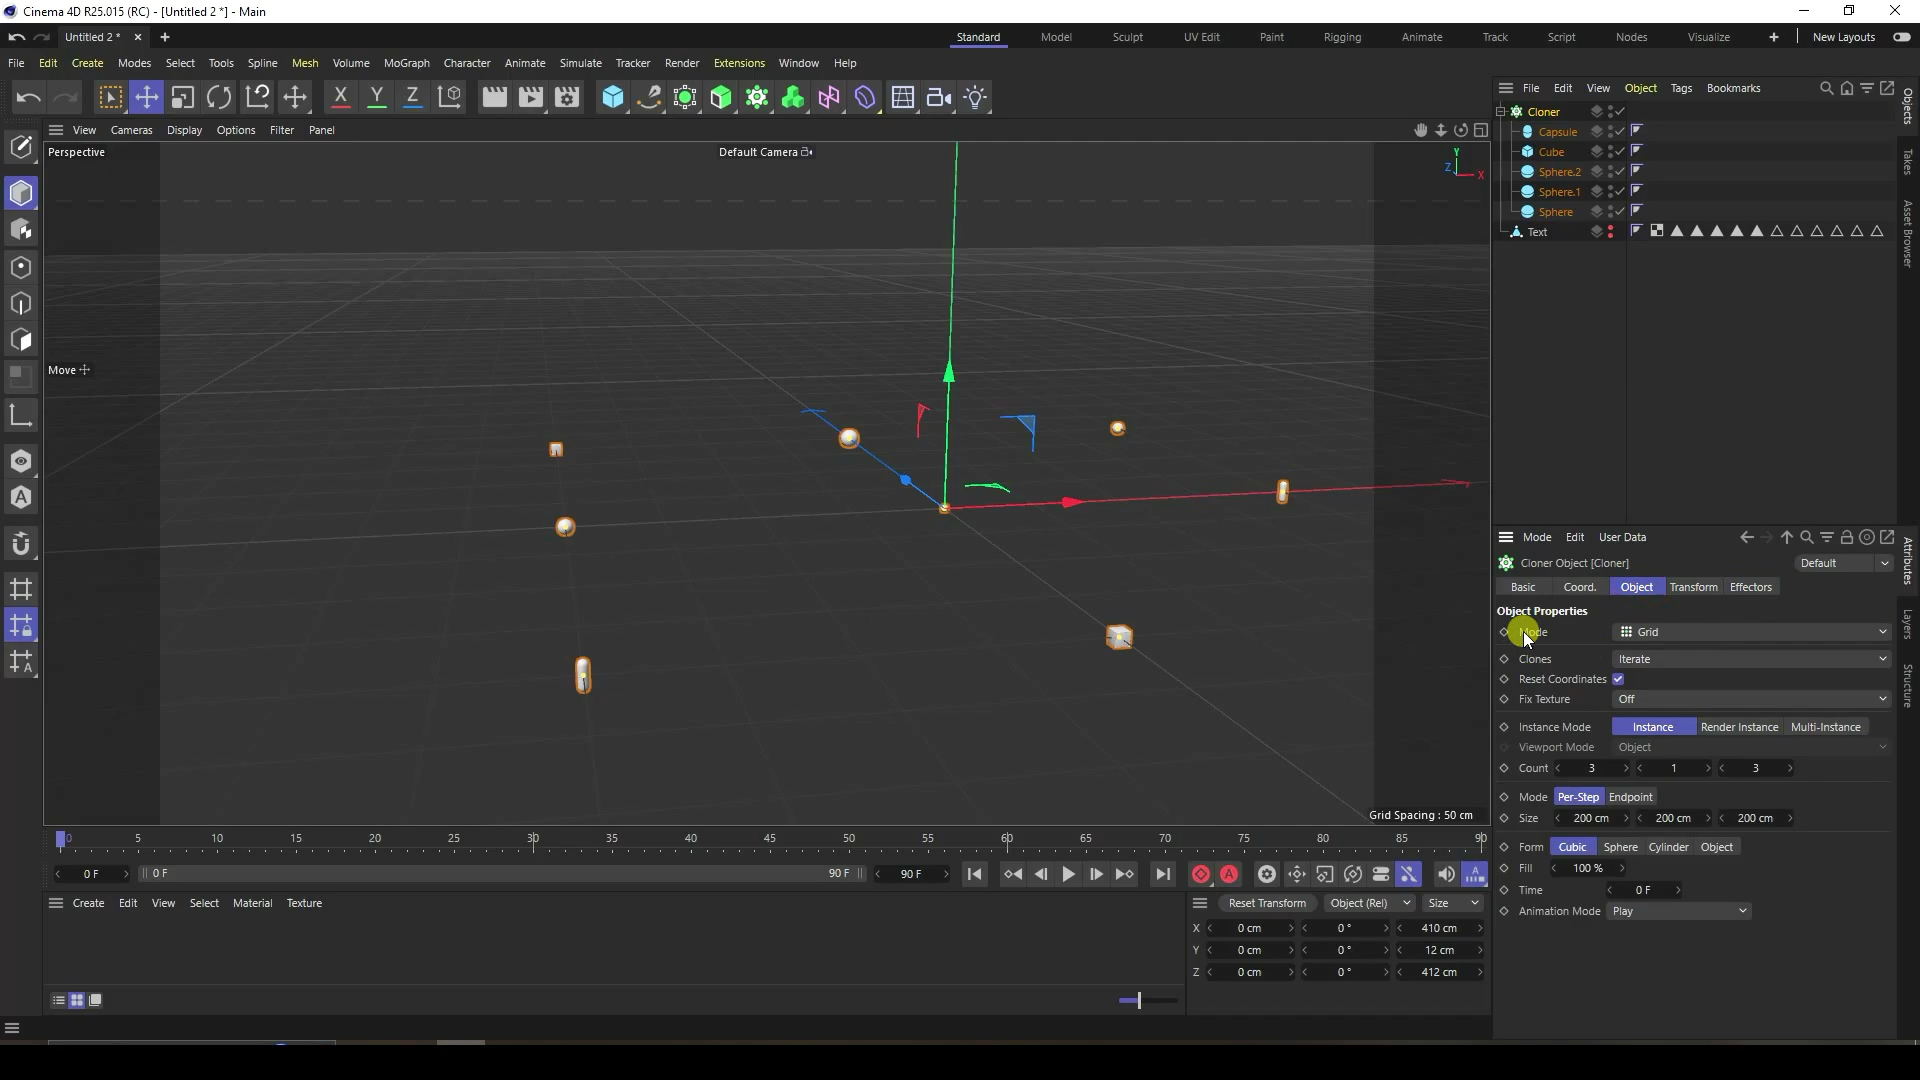 Cinema 4D R25.015 (RC) - [Untitled 2 *] - Main
Untitled 2 *
Standard Model Sculpt UV Edit Paint Rigging Animate Track Script Nodes Visualize New Layouts
File Edit Create Modes Select Tools Spline Mesh Volume MoGraph Character Animate Simulate Tracker Render Extensions Window Help
X Y Z
File Edit View Object Tags Bookmarks
Objects
Takes
Asset Browser
Cloner
Capsule
Cube
Sphere.2
Sphere.1
Sphere
Text
View Cameras Display Options Filter Panel
Perspective
Default Camera
Y
Z
X
Move
Grid Spacing : 50 cm
Mode Edit User Data
Attributes
Layers
Structure
Cloner Object [Cloner]
Default
Basic Coord. Object Transform Effectors
Object Properties
Mode Grid
Clones Iterate
Reset Coordinates
Fix Texture Off
Instance Mode Instance Render Instance Multi-Instance
Viewport Mode Object
Count 3 1 3
Mode Per-Step Endpoint
Size 200 cm 200 cm 200 cm
Form Cubic Sphere Cylinder Object
Fill 100 %
Time 0 F
Animation Mode Play
0 5 10 15 20 25 30 35 40 45 50 55 60 65 70 75 80 85 90
0 F 0 F 90 F 90 F
Create Edit View Select Material Texture
Reset Transform Object (Rel) Size
X 0 cm 0 ° 410 cm
Y 0 cm 0 ° 12 cm
Z 0 cm 0 ° 412 cm